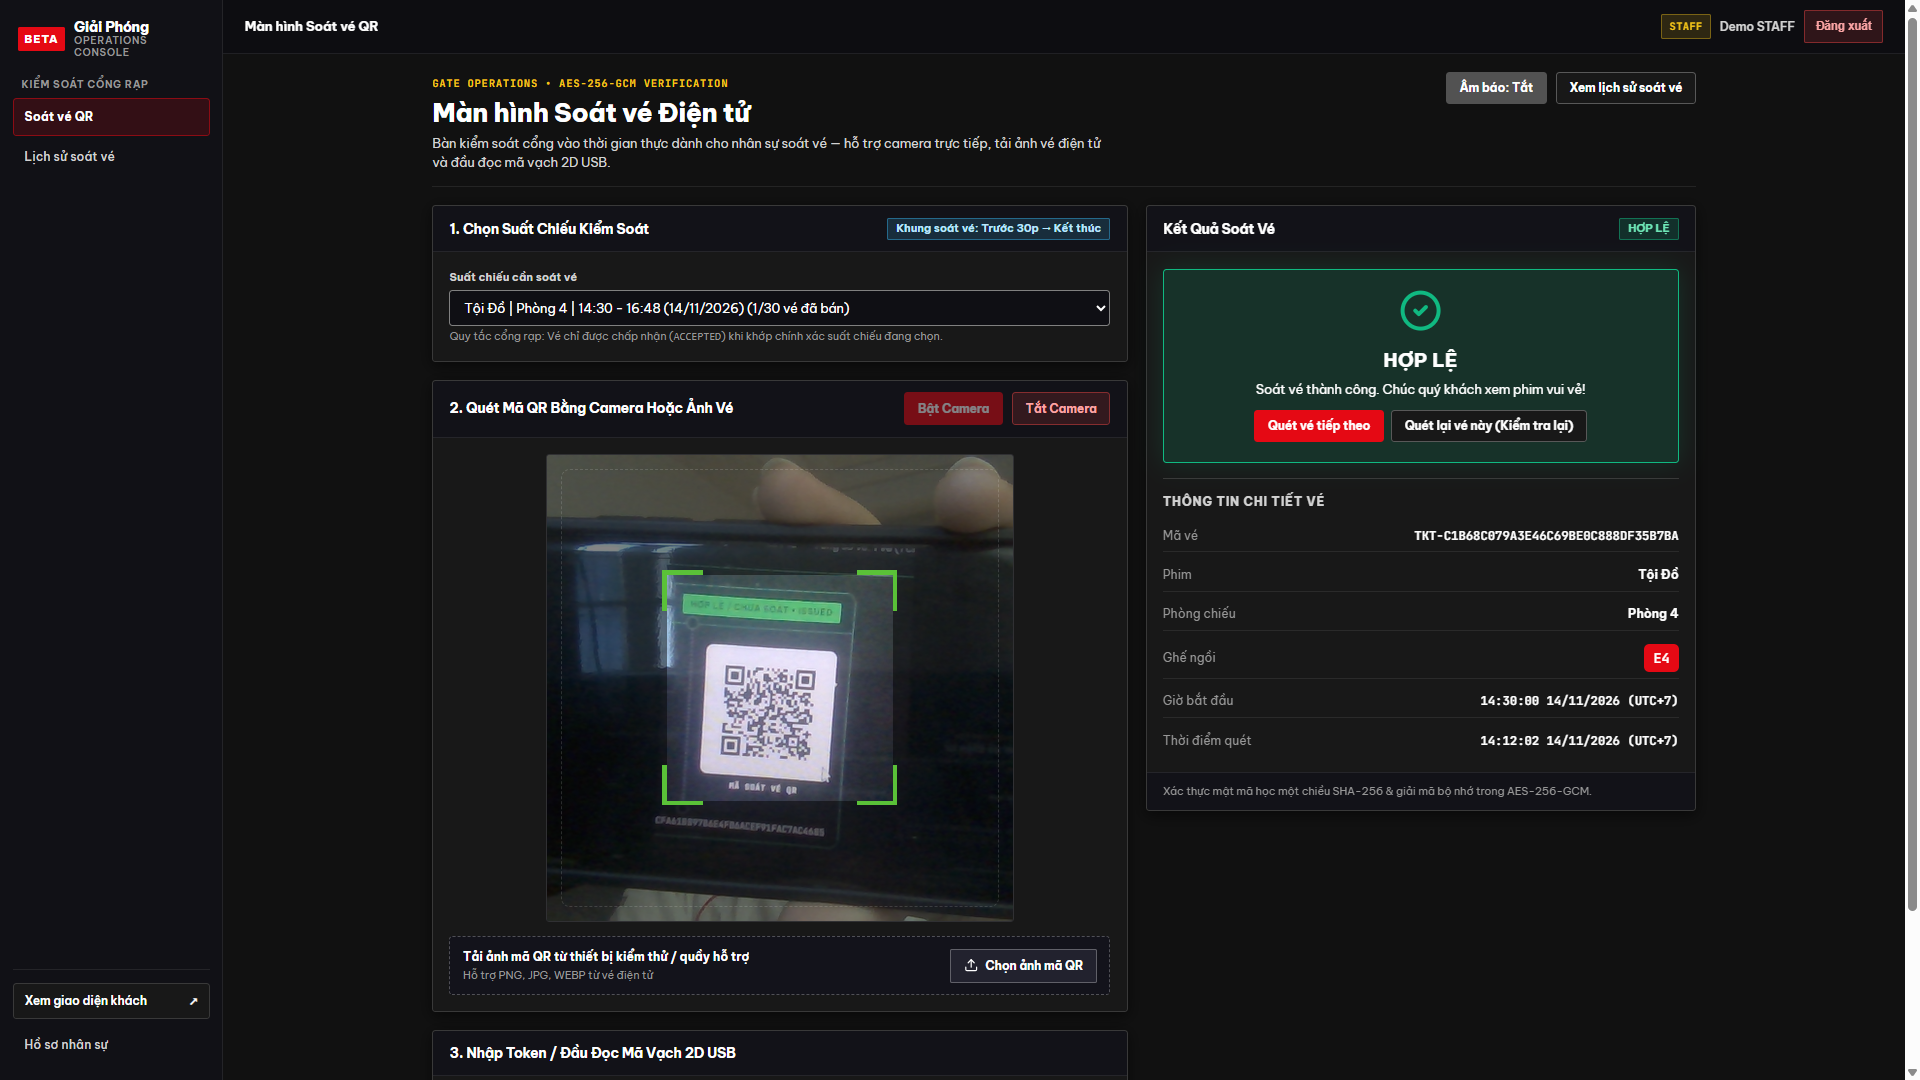 BETA
Giải Phóng
OPERATIONS
CONSOLE
KIỂM SOÁT CỔNG RẠP
Soát vé QR
Lịch sử soát vé
Xem giao diện khách ↗
Hồ sơ nhân sự
Màn hình Soát vé QR
STAFF
Demo STAFF
Đăng xuất
GATE OPERATIONS • AES-256-GCM VERIFICATION
Màn hình Soát vé Điện tử
Bàn kiểm soát cổng vào thời gian thực dành cho nhân sự soát vé — hỗ trợ camera trực tiếp, tải ảnh vé điện tử
và đầu đọc mã vạch 2D USB.
Âm báo: Tắt
Xem lịch sử soát vé
1. Chọn Suất Chiếu Kiểm Soát
Khung soát vé: Trước 30p → Kết thúc
Suất chiếu cần soát vé
Tội Đồ | Phòng 4 | 14:30 - 16:48 (14/11/2026) (1/30 vé đã bán)
Quy tắc cổng rạp: Vé chỉ được chấp nhận (ACCEPTED) khi khớp chính xác suất chiếu đang chọn.
2. Quét Mã QR Bằng Camera Hoặc Ảnh Vé
Bật Camera
Tắt Camera
HỢP LỆ / CHƯA SOÁT • ISSUED
MÃ SOÁT VÉ QR
Tải ảnh mã QR từ thiết bị kiểm thử / quầy hỗ trợ
Hỗ trợ PNG, JPG, WEBP từ vé điện tử
Chọn ảnh mã QR
3. Nhập Token / Đầu Đọc Mã Vạch 2D USB
Kết Quả Soát Vé
HỢP LỆ
HỢP LỆ
Soát vé thành công. Chúc quý khách xem phim vui vẻ!
Quét vé tiếp theo
Quét lại vé này (Kiểm tra lại)
THÔNG TIN CHI TIẾT VÉ
Mã vé TKT-C1B68C079A3E46C69BE0C888DF35B7BA
Phim Tội Đồ
Phòng chiếu Phòng 4
Ghế ngồi E4
Giờ bắt đầu 14:30:00 14/11/2026 (UTC+7)
Thời điểm quét 14:12:02 14/11/2026 (UTC+7)
Xác thực mật mã học một chiều SHA-256 & giải mã bộ nhớ trong AES-256-GCM.